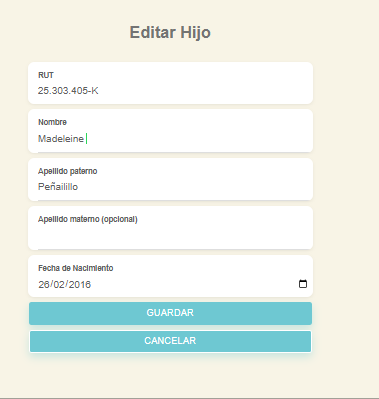 Editar Hijo
RUT
25.303.405-K
Nombre
Madeleine
Apellido paterno
Peñailillo
Apellido materno (opcional)
Fecha de Nacimiento
26/02/2016
GUARDAR
CANCELAR